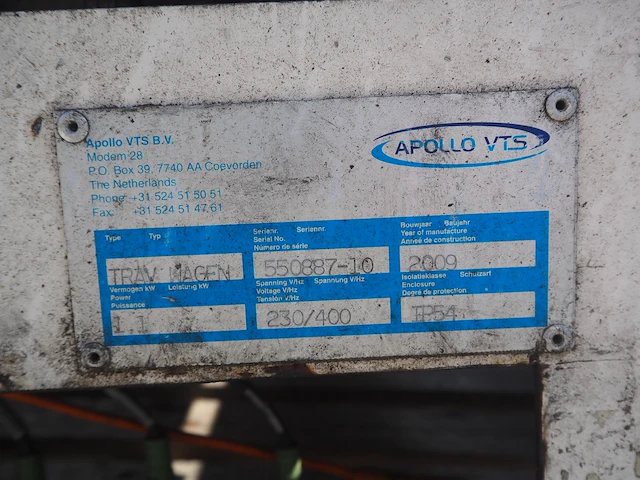 Apollo VTS B.V.
Modem 28
P.O. Box 39, 7740 AA Coevorden
The Netherlands
Phone +31 524 51 50 51
Fax. +31 524 51 47 61
APOLLO VTS
Type Typ
TRAV WAGEN
Serienr. Seriennr.
Serial No.
Numéro de série
550887-10
Bouwjaar Baujahr
Year of manufacture
Anneé de construction
2009
Vermogen kW Leistung kW
Power
Puissance
1.1
Spanning V/Hz Spannung V/Hz
Voltage V/Hz
Tension V/Hz
230/400
Isolatieklasse Schutzart
Enclosure
Degré de protection
IP54